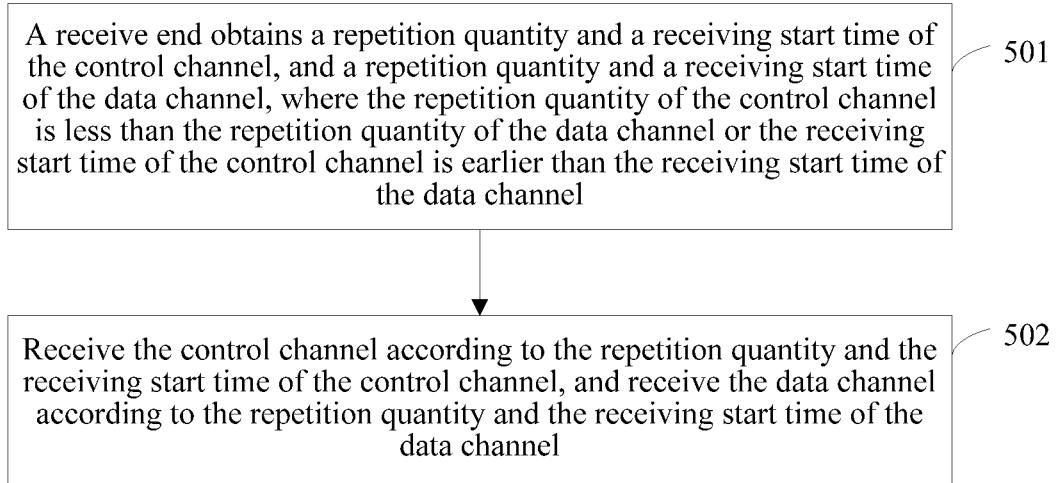 A receive end obtains a repetition quantity and a receiving start time of
the control channel, and a repetition quantity and a receiving start time
of the data channel, where the repetition quantity of the control channel
is less than the repetition quantity of the data channel or the receiving
start time of the control channel is earlier than the receiving start time of
the data channel
501
Receive the control channel according to the repetition quantity and the
receiving start time of the control channel, and receive the data channel
according to the repetition quantity and the receiving start time of the
data channel
502